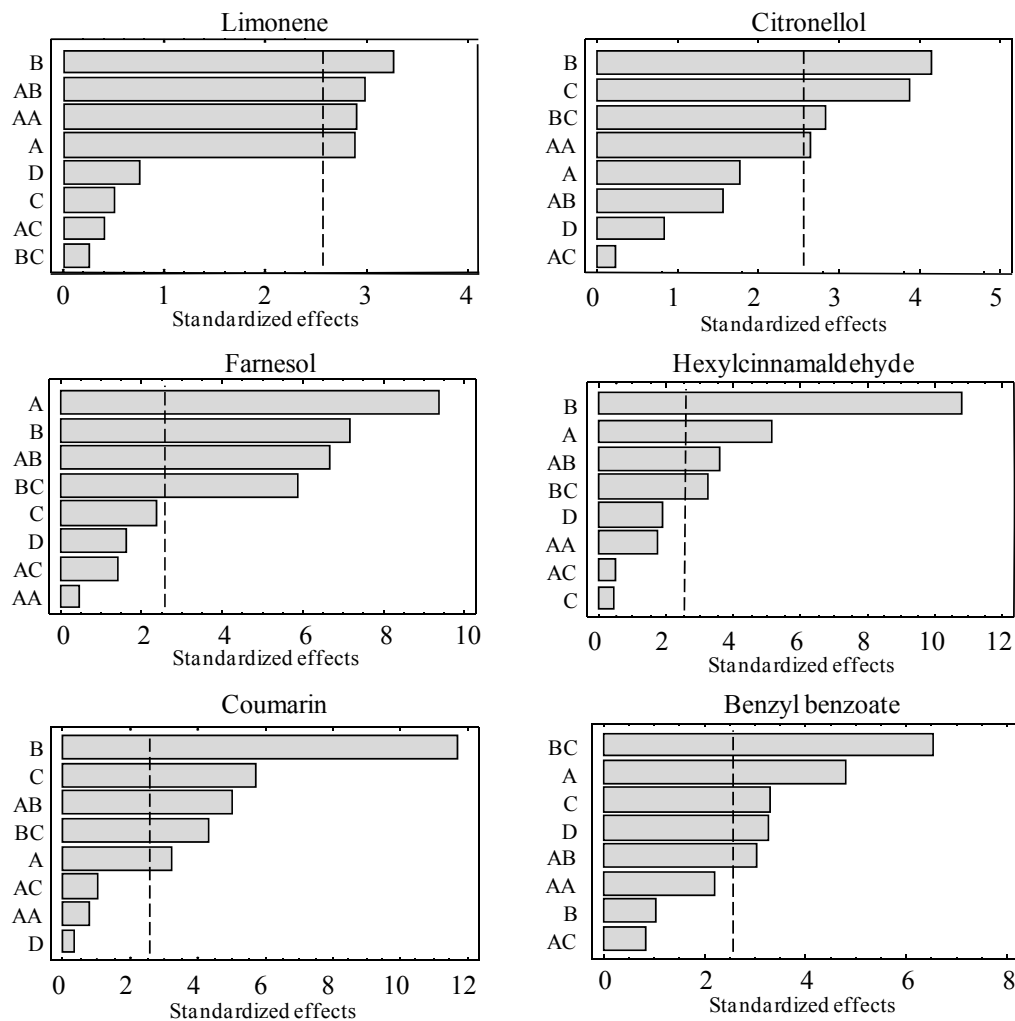 Limonene
B
AB
AA
A
D
C
AC
BC
0 1 2 3 4
Standardized effects
Citronellol
B
C
BC
AA
A
AB
D
AC
0 1 2 3 4 5
Standardized effects
Farnesol
A
B
AB
BC
C
D
AC
AA
0 2 4 6 8 10
Standardized effects
Hexylcinnamaldehyde
B
A
AB
BC
D
AA
AC
C
0 2 4 6 8 10 12
Standardized effects
Coumarin
B
C
AB
BC
A
AC
AA
D
0 2 4 6 8 10 12
Standardized effects
Benzyl benzoate
BC
A
C
D
AB
AA
B
AC
0 2 4 6 8
Standardized effects